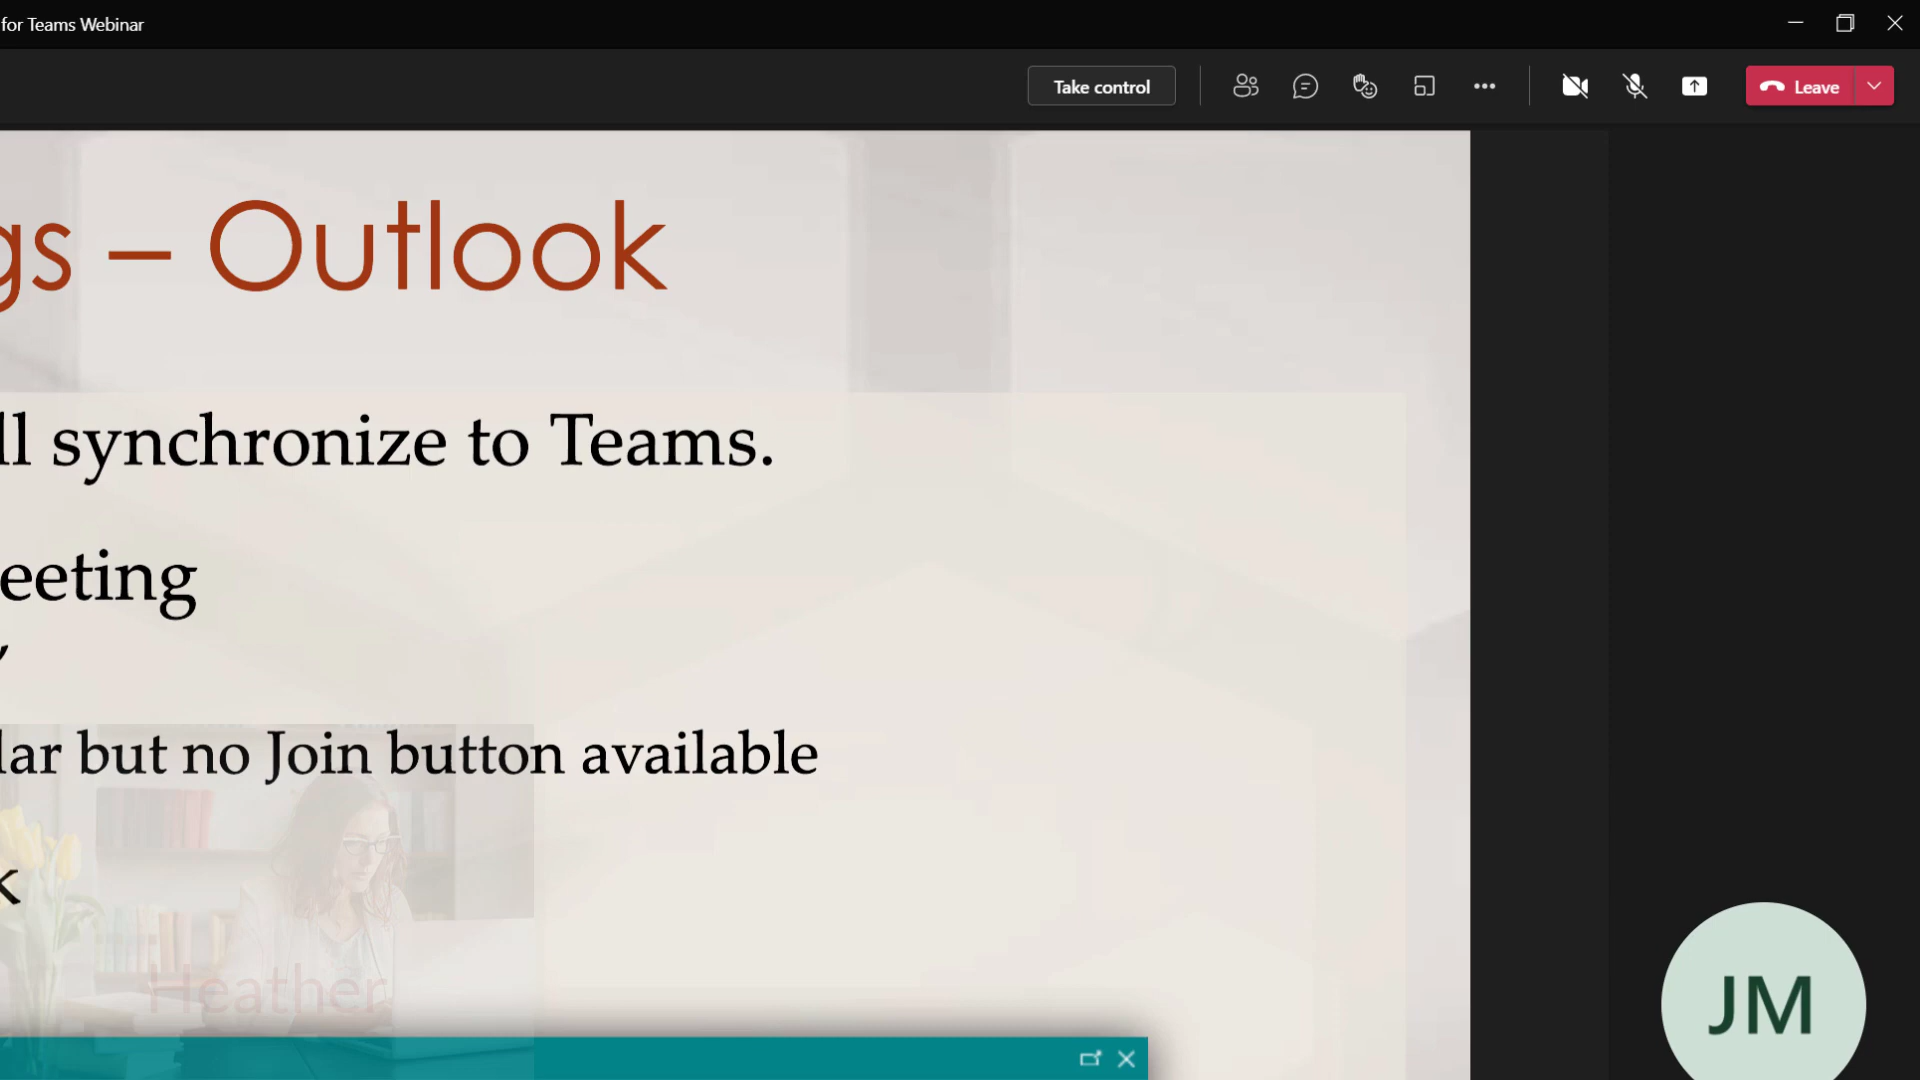 for Teams Webinar
Take control
Leave
gs – Outlook
ll synchronize to Teams.
eeting
lar but no Join button available
k
Heather
JM